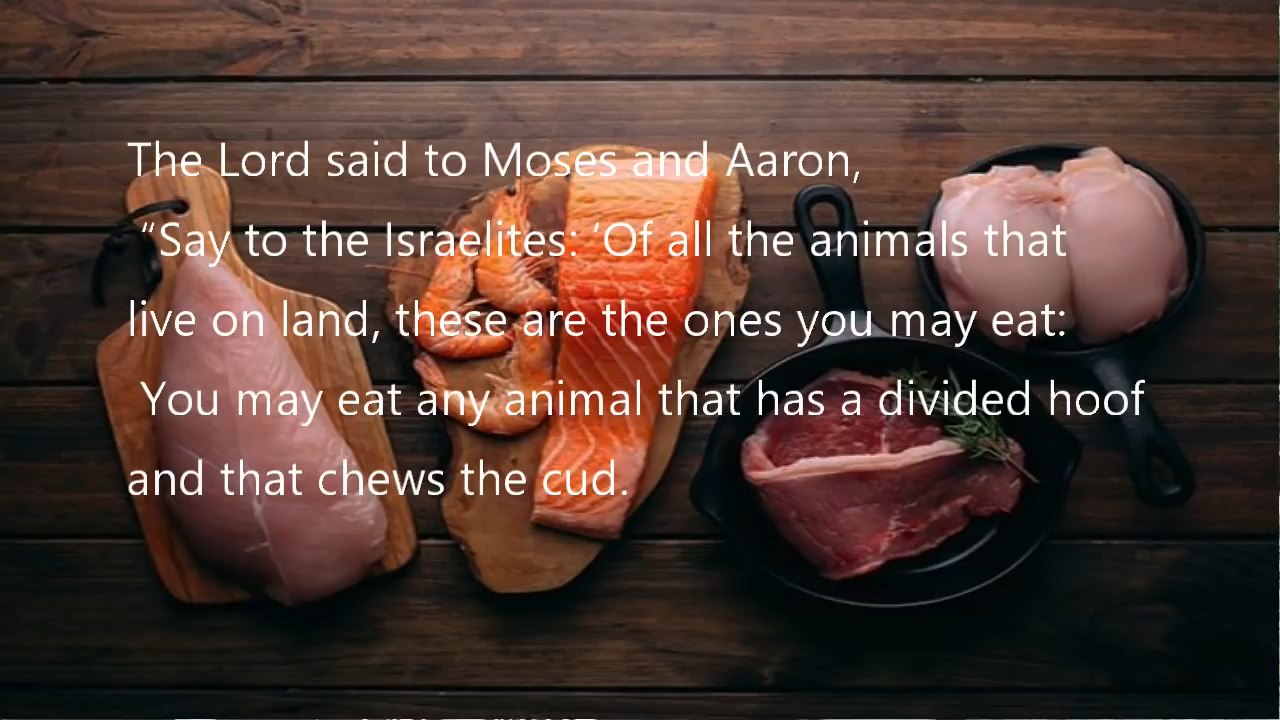 The Lord said to Moses and Aaron,
“Say to the Israelites: ‘Of all the animals that
live on land, these are the ones you may eat:
You may eat any animal that has a divided hoof
and that chews the cud.